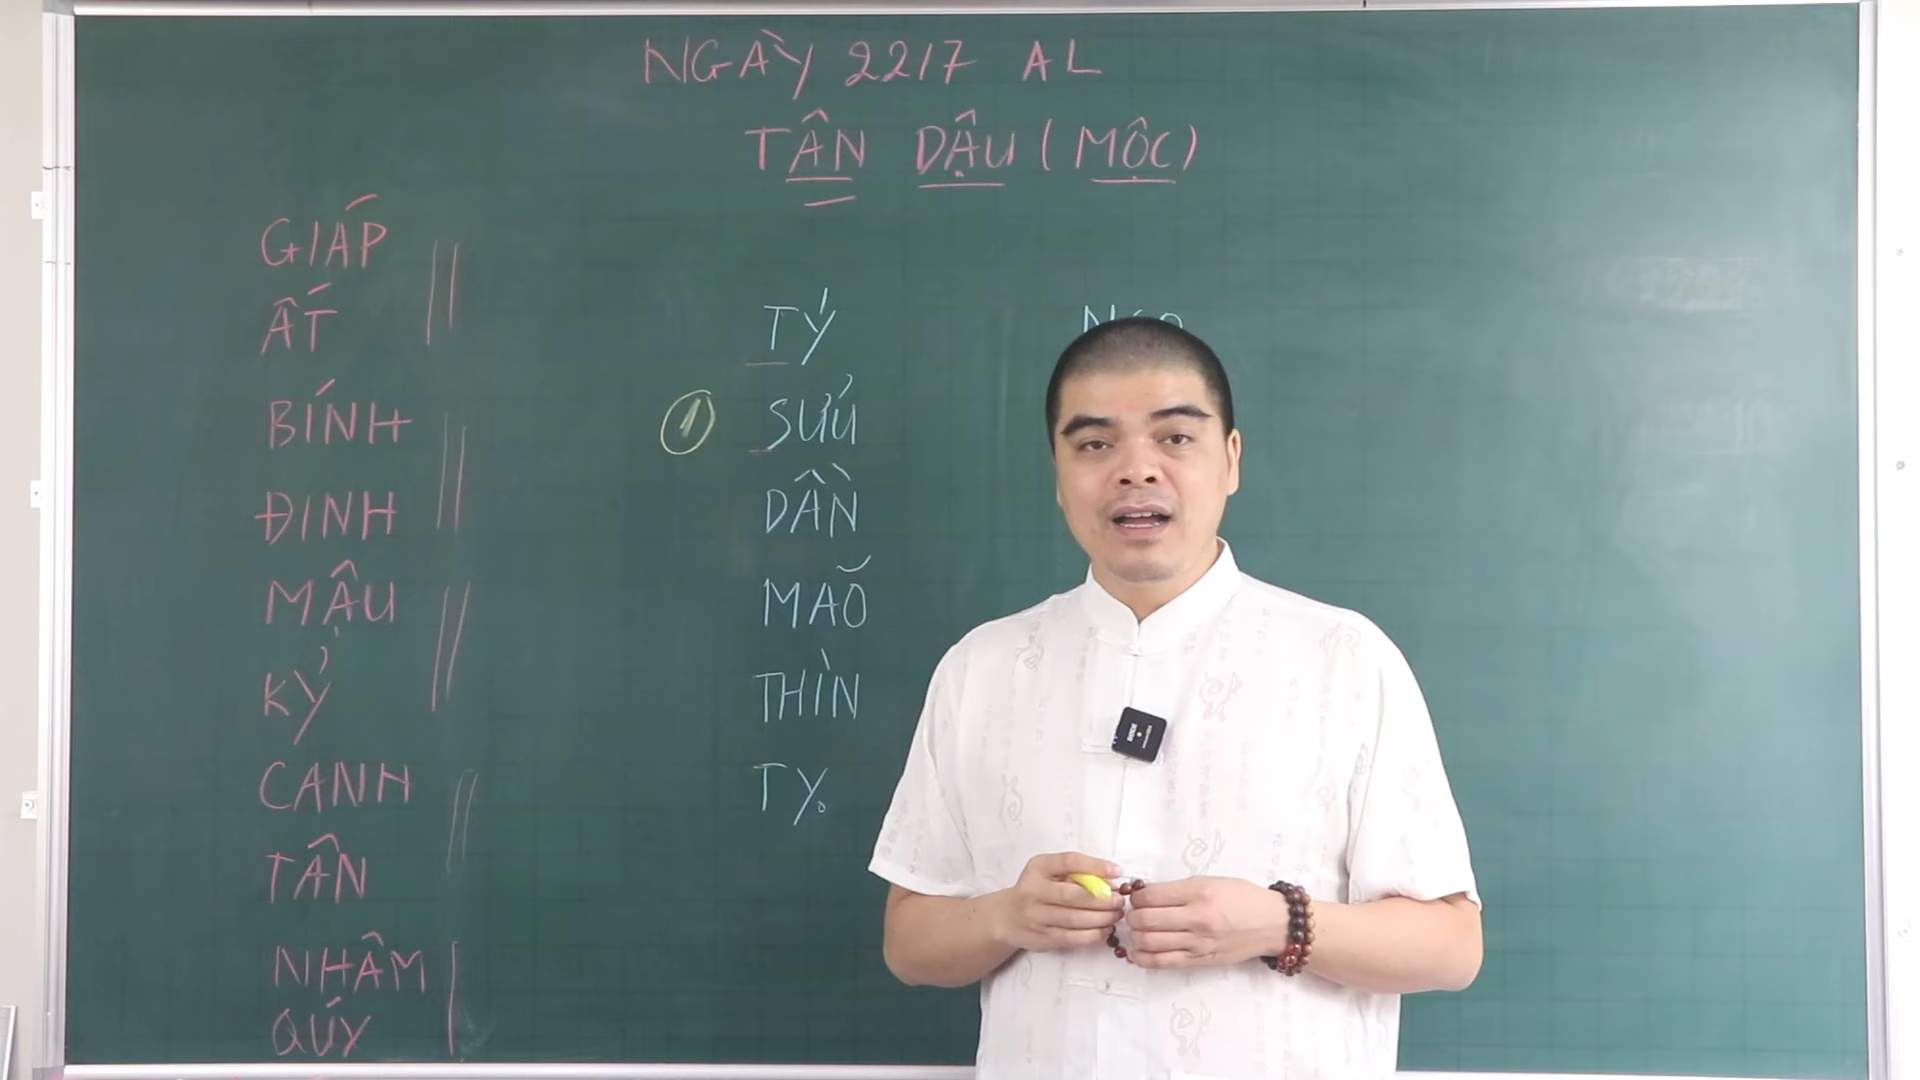 NGÀY 22/7 AL
TÂN DẬU (MỘC)
GIÁP
ẤT
BÍNH
ĐINH
MẬU
KỶ
CANH
TÂN
NHÂM
QUÝ
TÝ
① SỬU
DẦN
MÃO
THÌN
TỴ